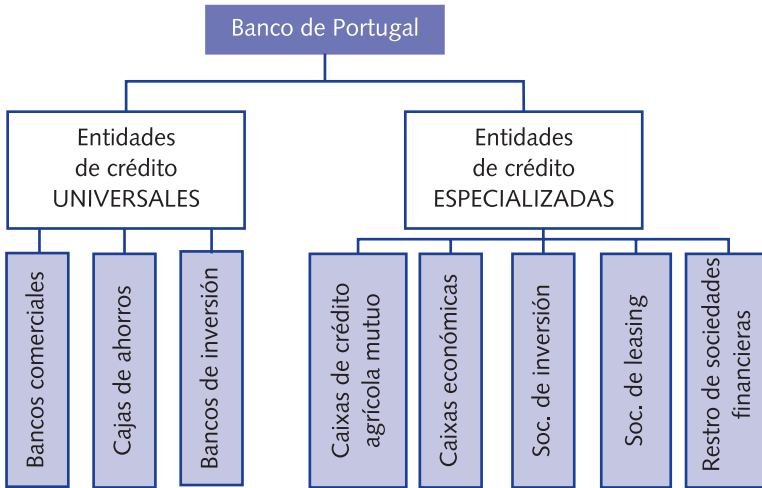 Banco de Portugal
Entidades
de crédito
UNIVERSALES
Entidades
de crédito
ESPECIALIZADAS
Bancos comerciales
Cajas de ahorros
Bancos de inversión
Caixas de crédito
agrícola mutuo
Caixas económicas
Soc. de inversión
Soc. de leasing
Restro de sociedades
financieras